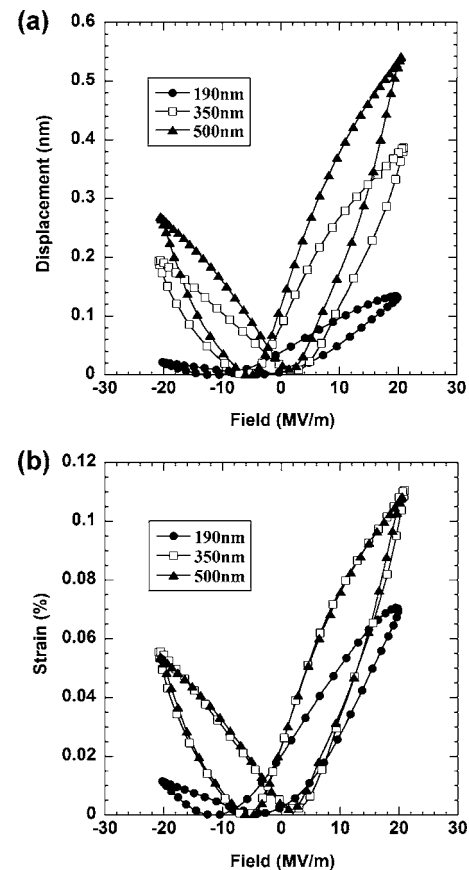 (a)
0.6
0.5
0.4
0.3
0.2
0.1
0
Displacement (nm)
190nm
350nm
500nm
-30 -20 -10 0 10 20 30
Field (MV/m)
(b)
0.12
0.1
0.08
0.06
0.04
0.02
0
Strain (%)
190nm
350nm
500nm
-30 -20 -10 0 10 20 30
Field (MV/m)